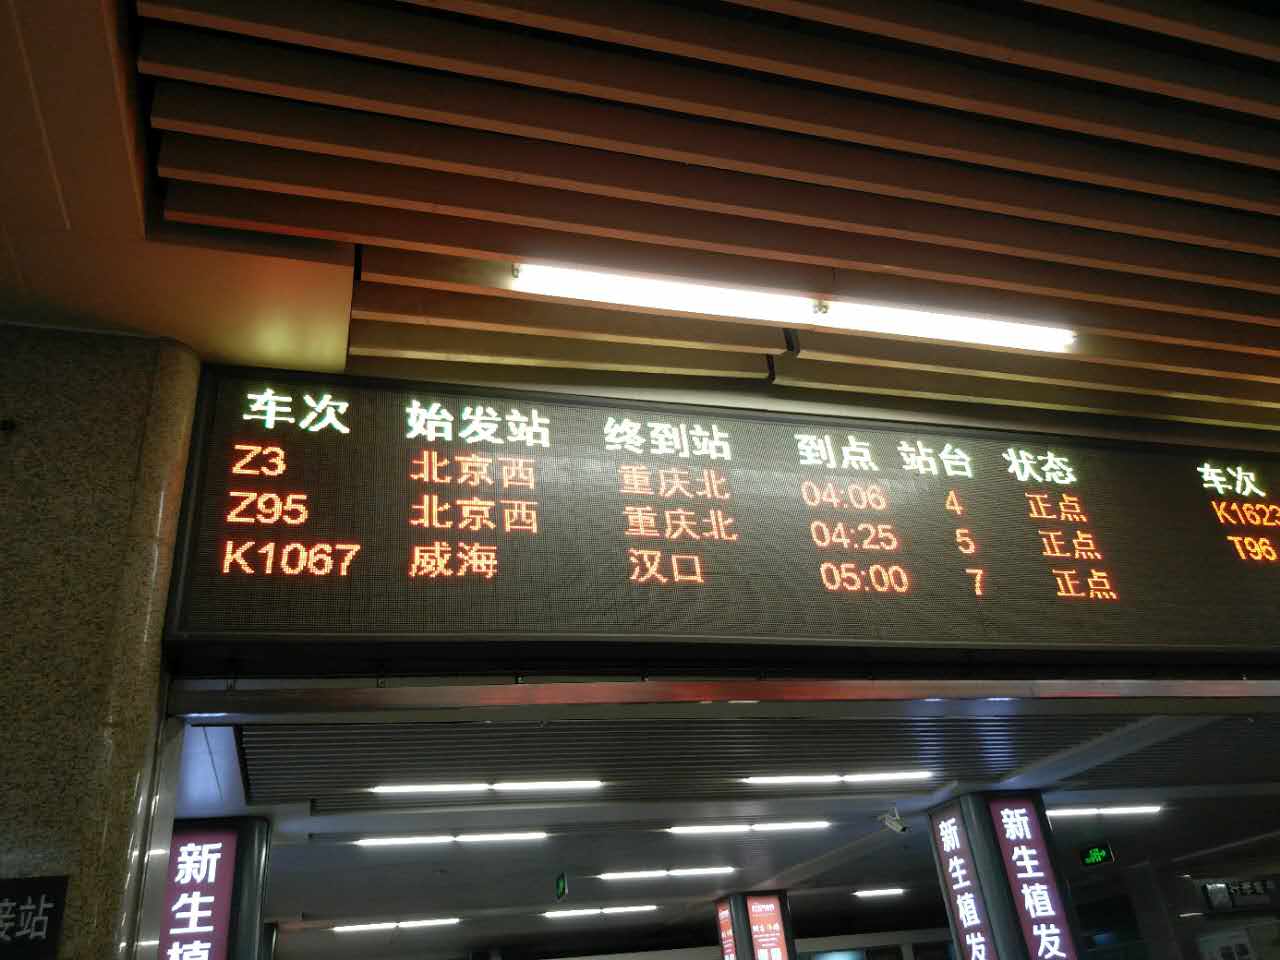 车次 始发站 终到站 到点 站台 状态 车次
Z3 北京西 重庆北 04:06 4 正点 K1623
Z95 北京西 重庆北 04:25 5 正点 T96
K1067 威海 汉口 05:00 7 正点
新生植
新生植发
新生植发
接站